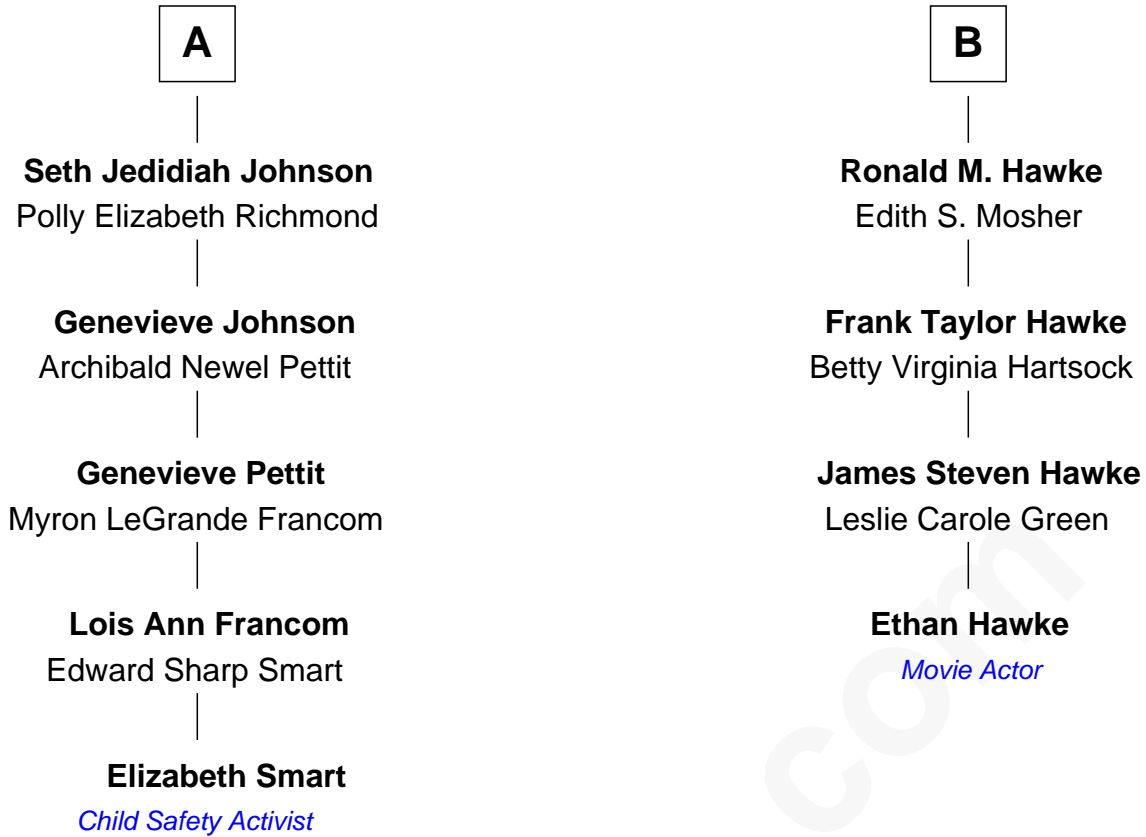 A
Seth Jedidiah Johnson
Polly Elizabeth Richmond
Genevieve Johnson
Archibald Newel Pettit
Genevieve Pettit
Myron LeGrande Francom
Lois Ann Francom
Edward Sharp Smart
Elizabeth Smart
Child Safety Activist
B
Ronald M. Hawke
Edith S. Mosher
Frank Taylor Hawke
Betty Virginia Hartsock
James Steven Hawke
Leslie Carole Green
Ethan Hawke
Movie Actor
com